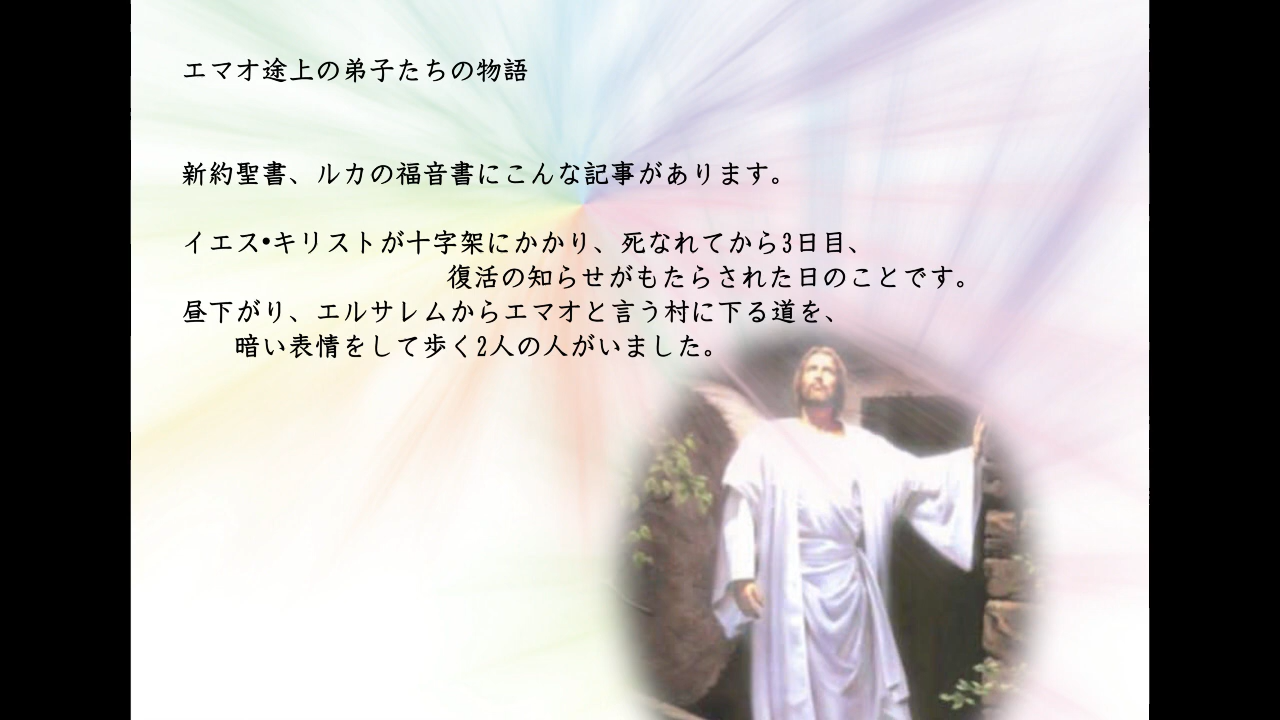 エマオ途上の弟子たちの物語
新約聖書、ルカの福音書にこんな記事があります。
イエス•キリストが十字架にかかり、死なれてから3日目、
復活の知らせがもたらされた日のことです。
昼下がり、エルサレムからエマオと言う村に下る道を、
暗い表情をして歩く2人の人がいました。